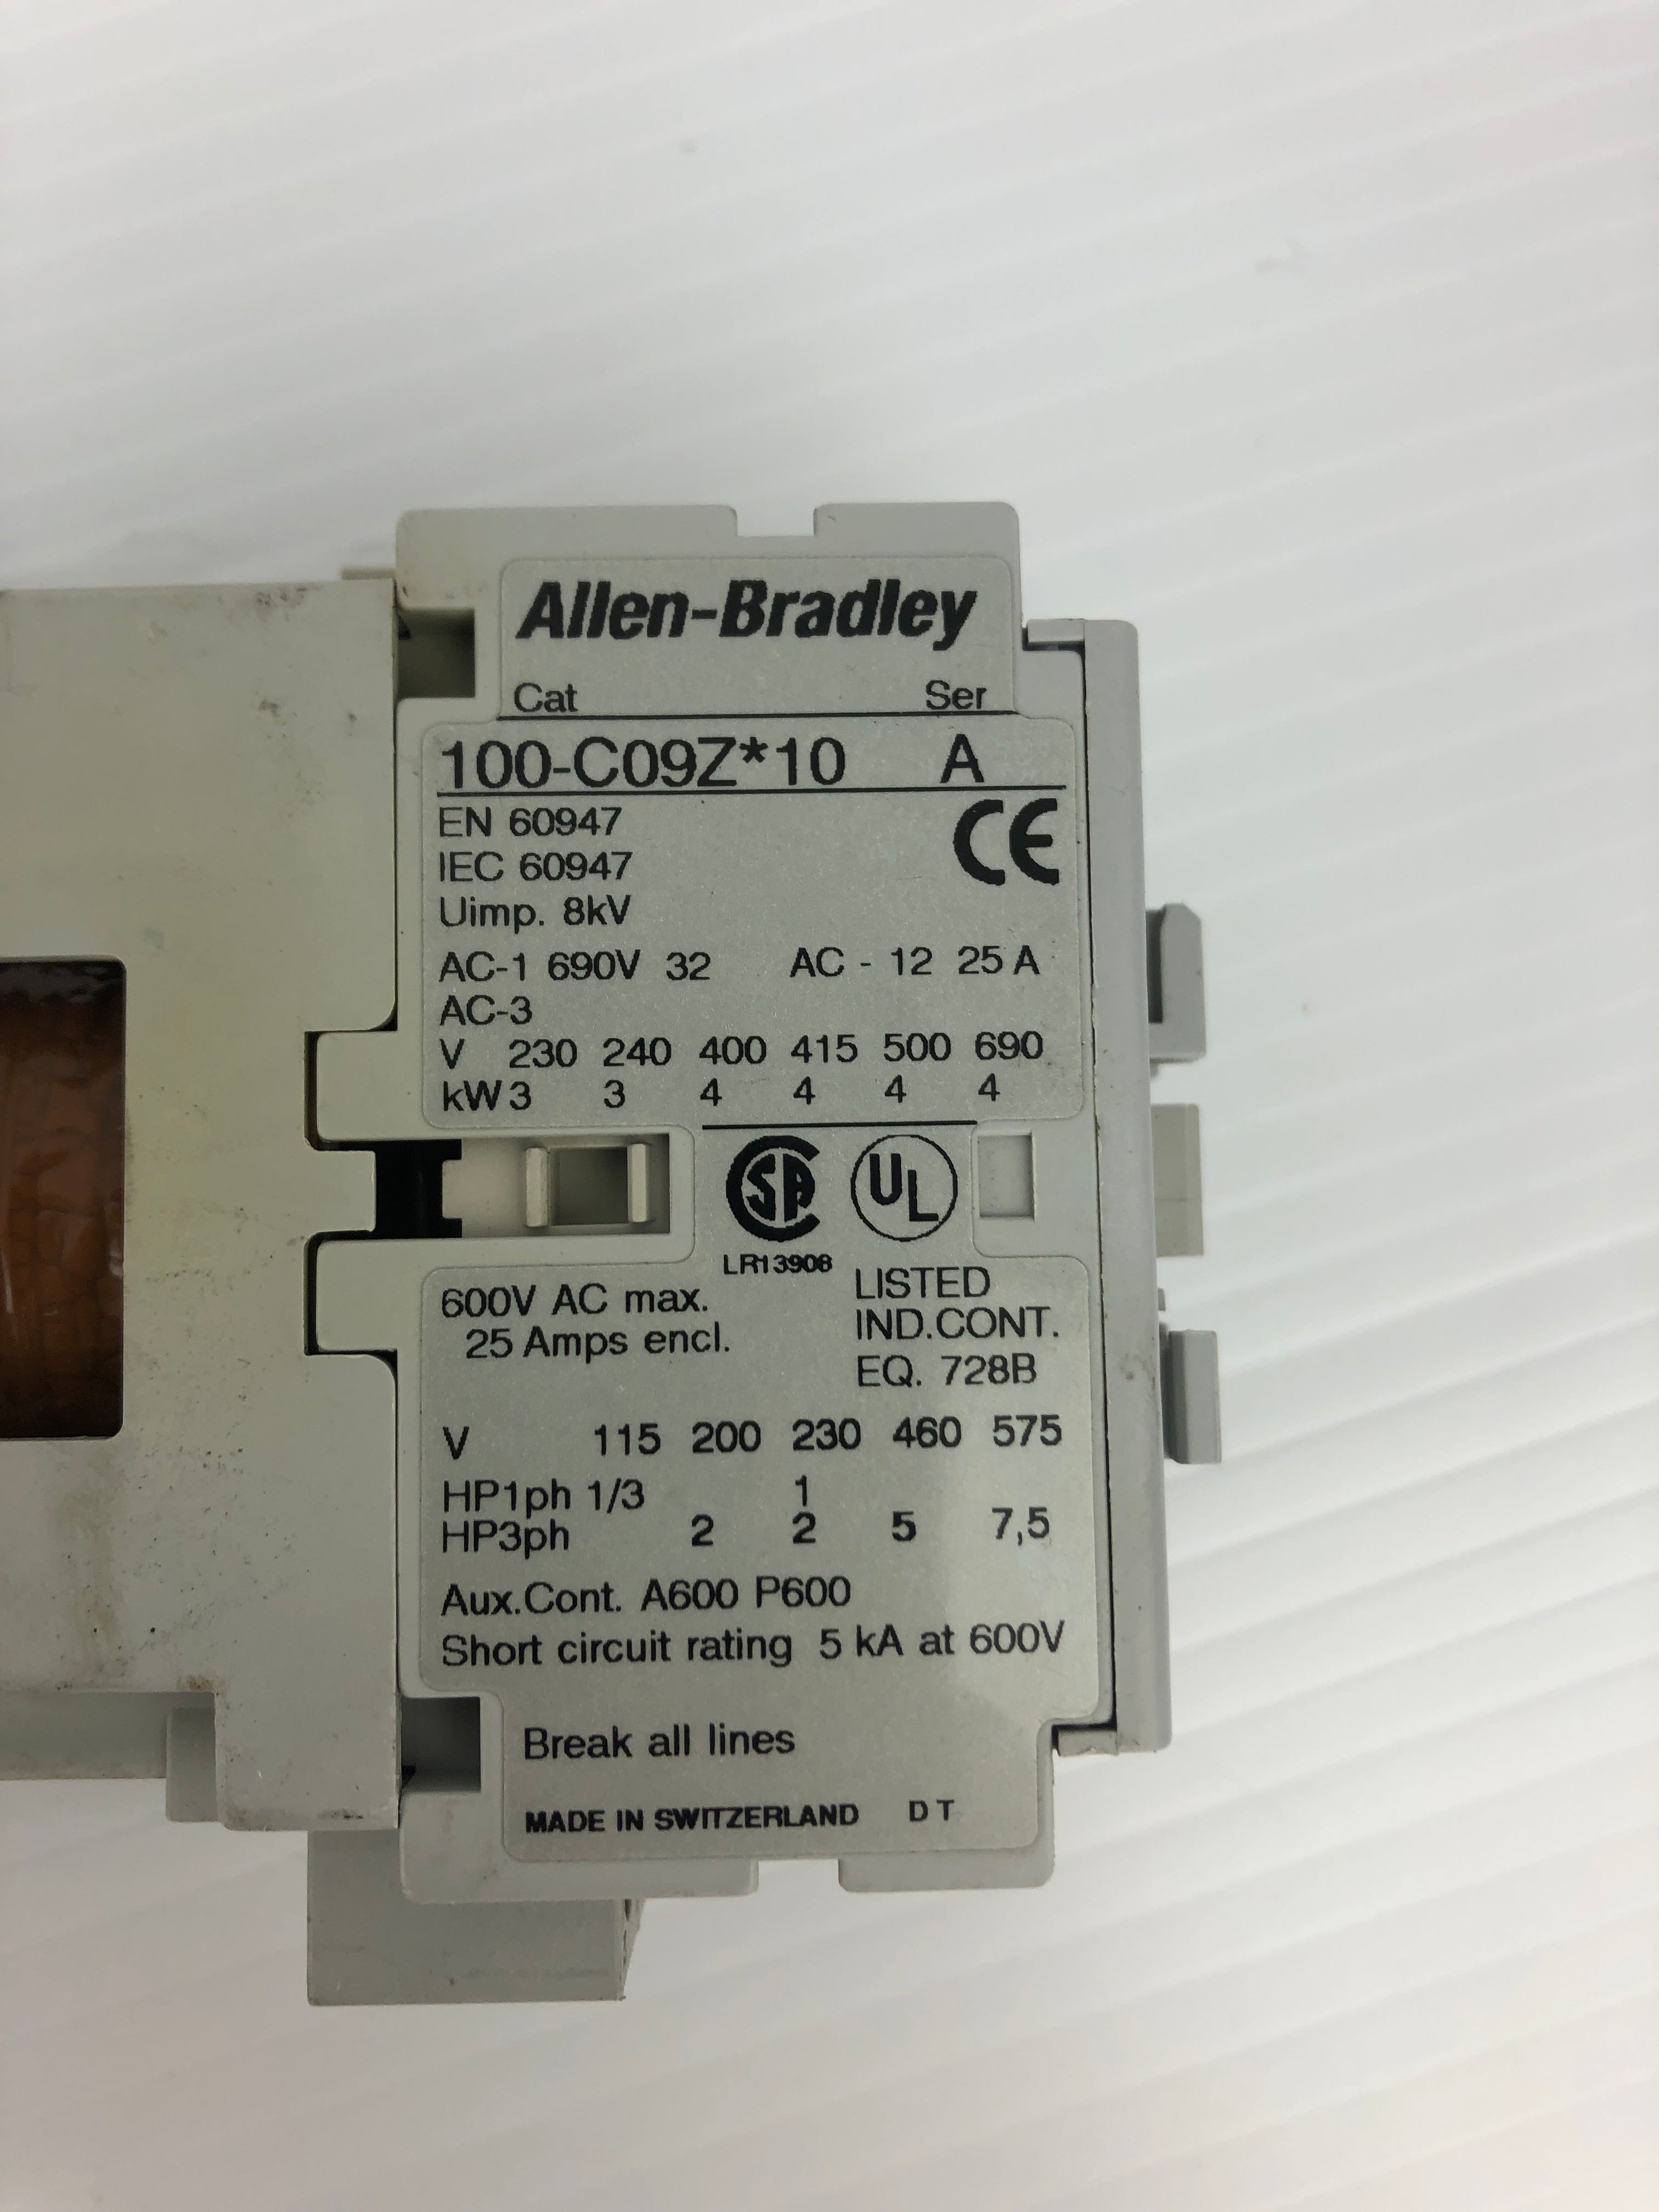 Allen-Bradley
Cat Ser
100-C09Z*10 A
EN 60947
CE
IEC 60947
Uimp. 8kV
AC-1 690V 32 AC - 12 25 A
AC-3
V 230 240 400 415 500 690
kW 3 3 4 4 4 4
SA UL
LR13908
600V AC max.
25 Amps encl.
LISTED
IND.CONT.
EQ. 728B
V 115 200 230 460 575
HP1ph 1/3 1
HP3ph 2 2 5 7,5
Aux.Cont. A600 P600
Short circuit rating 5 kA at 600V
Break all lines
MADE IN SWITZERLAND D T